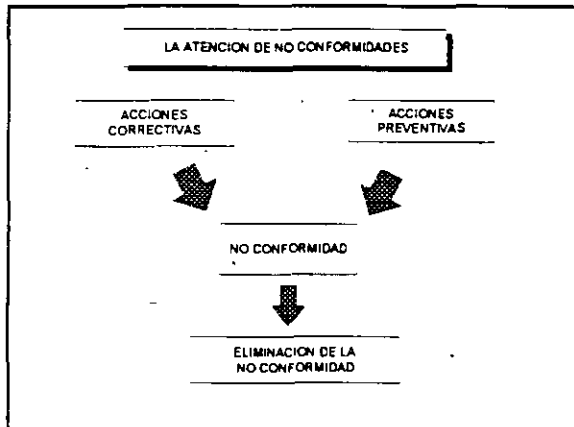 LA ATENCION DE NO CONFORMIDADES
ACCIONES
CORRECTIVAS
ACCIONES
PREVENTIVAS
NO CONFORMIDAD
ELIMINACION DE LA
NO CONFORMIDAD